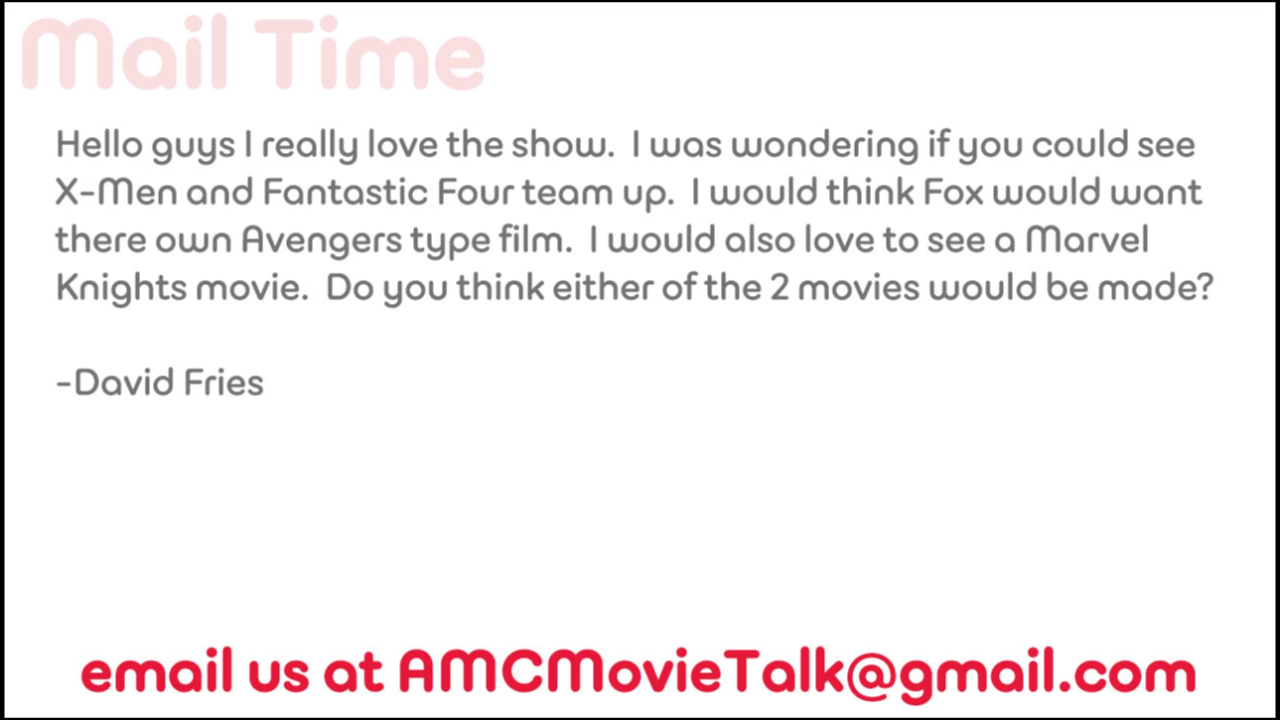 Mail Time
Hello guys I really love the show. I was wondering if you could see
X-Men and Fantastic Four team up. I would think Fox would want
there own Avengers type film. I would also love to see a Marvel
Knights movie. Do you think either of the 2 movies would be made?
-David Fries
email us at AMCMovieTalk@gmail.com